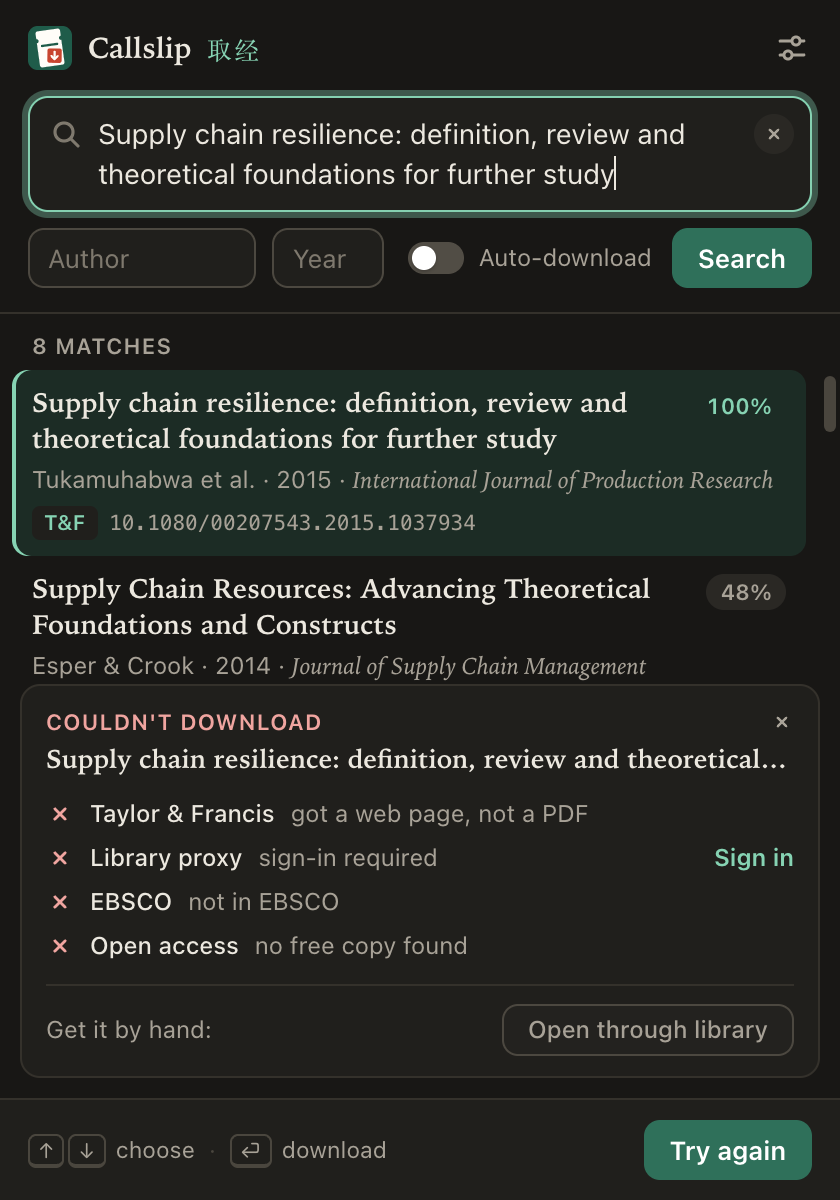 Callslip 取经
Supply chain resilience: definition, review and
theoretical foundations for further study
Author
Year
Auto-download
Search
8 MATCHES
Supply chain resilience: definition, review and
theoretical foundations for further study
100%
Tukamuhabwa et al. · 2015 · International Journal of Production Research
T&F 10.1080/00207543.2015.1037934
Supply Chain Resources: Advancing Theoretical
Foundations and Constructs
48%
Esper & Crook · 2014 · Journal of Supply Chain Management
COULDN'T DOWNLOAD
Supply chain resilience: definition, review and theoretical...
Taylor & Francis got a web page, not a PDF
Library proxy sign-in required Sign in
EBSCO not in EBSCO
Open access no free copy found
Get it by hand: Open through library
↑ ↓ choose · ↵ download
Try again